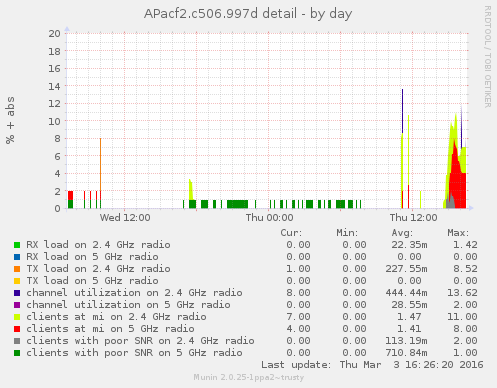 APacf2.c506.997d detail - by day
RRDTOOL / TOBI OETIKER
% + abs
20
18
16
14
12
10
8
6
4
2
0
Wed 12:00 Thu 00:00 Thu 12:00
Cur: Min: Avg: Max:
RX load on 2.4 GHz radio 0.00 0.00 22.35m 1.42
RX load on 5 GHz radio 0.00 0.00 0.00 0.00
TX load on 2.4 GHz radio 1.00 0.00 227.55m 8.52
TX load on 5 GHz radio 0.00 0.00 0.00 0.00
channel utilization on 2.4 GHz radio 8.00 0.00 444.44m 13.62
channel utilization on 5 GHz radio 0.00 0.00 28.55m 2.00
clients at mi on 2.4 GHz radio 7.00 0.00 1.47 11.00
clients at mi on 5 GHz radio 4.00 0.00 1.41 8.00
clients with poor SNR on 2.4 GHz radio 0.00 0.00 113.19m 2.00
clients with poor SNR on 5 GHz radio 0.00 0.00 710.84m 1.00
Last update: Thu Mar 3 16:26:20 2016
Munin 2.0.25-1ppa2~trusty